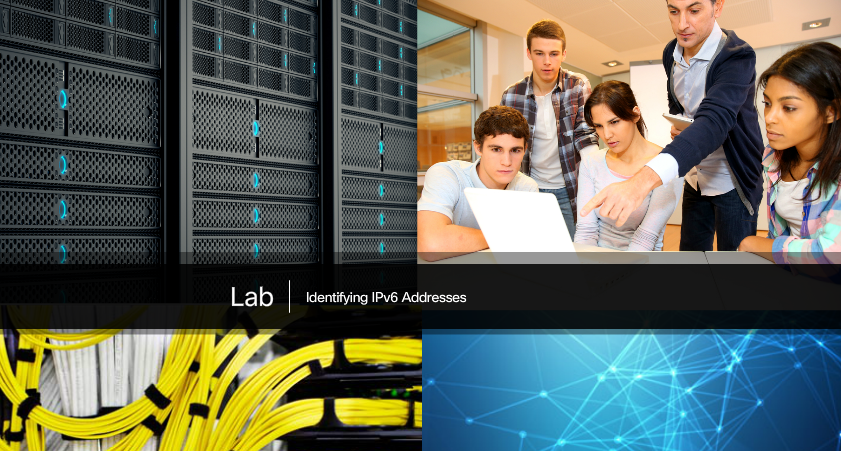 Lab
Identifying IPv6 Addresses